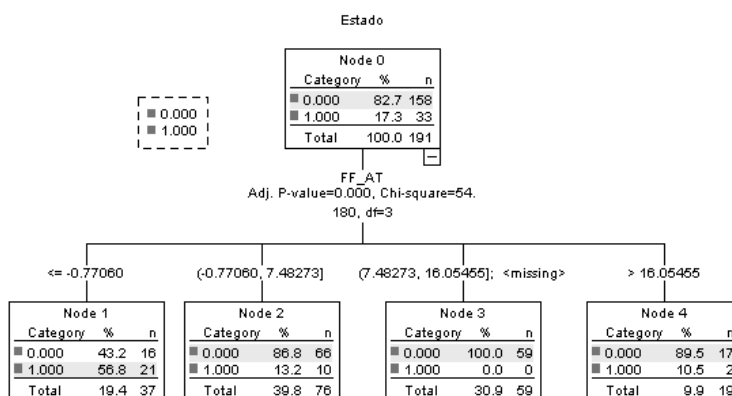 Estado
Node 0
Category % n
0.000 82.7 158
1.000 17.3 33
Total 100.0 191
0.000
1.000
FF_AT
Adj. P-value=0.000, Chi-square=54.
180, df=3
<= -0.77060
(-0.77060, 7.48273]
(7.48273, 16.05455]; <missing>
> 16.05455
Node 1
Category % n
0.000 43.2 16
1.000 56.8 21
Total 19.4 37
Node 2
Category % n
0.000 86.8 66
1.000 13.2 10
Total 39.8 76
Node 3
Category % n
0.000 100.0 59
1.000 0.0 0
Total 30.9 59
Node 4
Category % n
0.000 89.5 17
1.000 10.5 2
Total 9.9 19